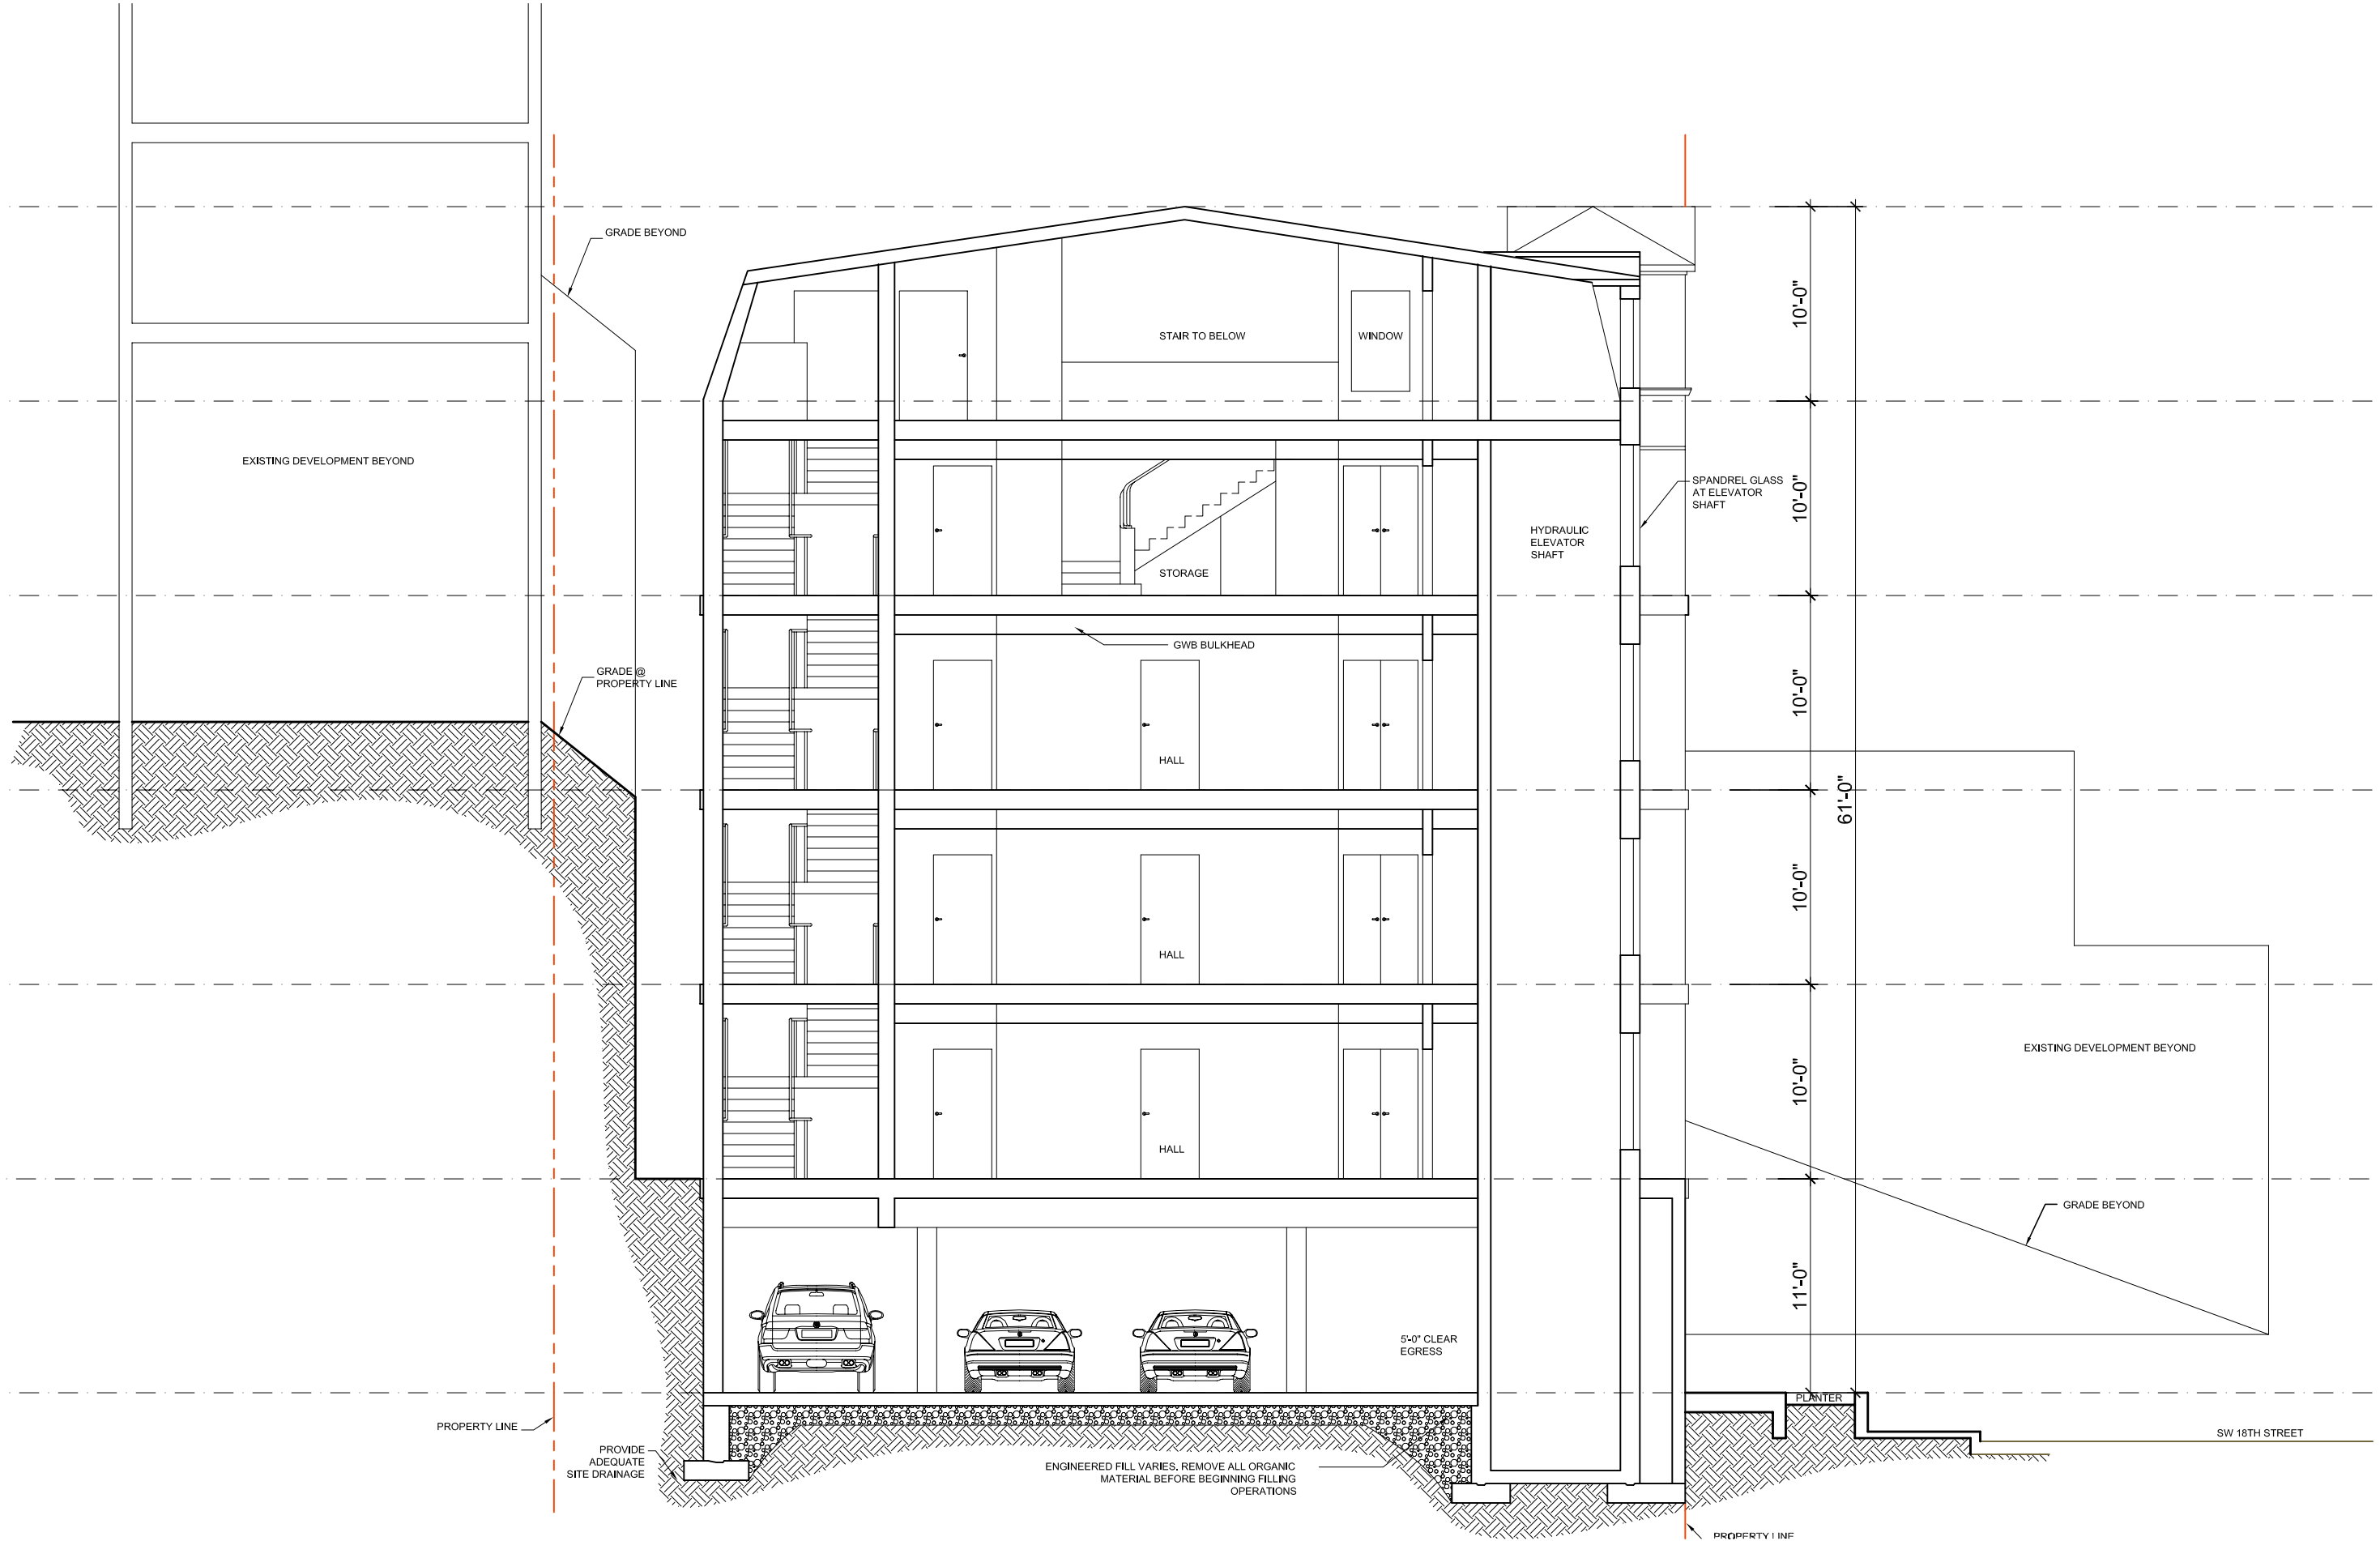 GRADE BEYOND
10'-0"
STAIR TO BELOW
WINDOW
EXISTING DEVELOPMENT BEYOND
SPANDREL GLASS
AT ELEVATOR
SHAFT
10'-0"
HYDRAULIC
ELEVATOR
SHAFT
STORAGE
GWB BULKHEAD
GRADE @
PROPERTY LINE
10'-0"
HALL
61'-0"
10'-0"
HALL
EXISTING DEVELOPMENT BEYOND
10'-0"
HALL
GRADE BEYOND
11'-0"
5'-0" CLEAR
EGRESS
PLANTER
PROPERTY LINE
SW 18TH STREET
PROVIDE
ADEQUATE
SITE DRAINAGE
ENGINEERED FILL VARIES, REMOVE ALL ORGANIC
MATERIAL BEFORE BEGINNING FILLING
OPERATIONS
PROPERTY LINE